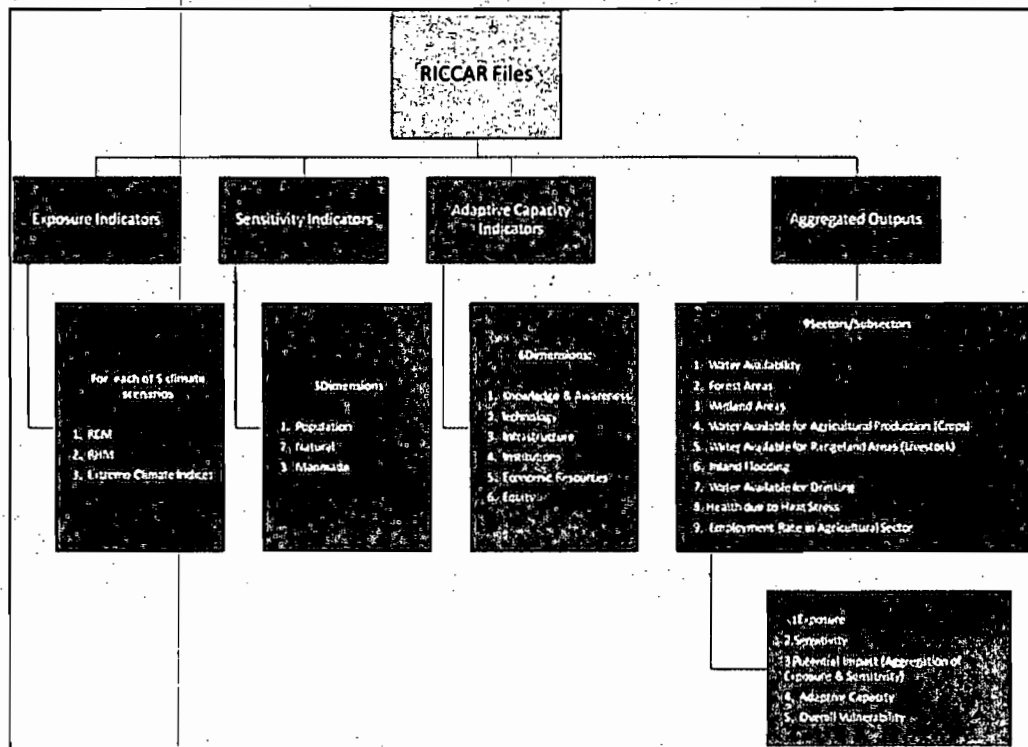 RICCAR Files
Exposure Indicators
Sensitivity Indicators
Adaptive Capacity
Indicators
Aggregated Outputs
For each of 5 climate
scenarios
1. RCM
2. RHM
3. Extreme Climate Indices
3Dimensions
1. Population
2. Natural
3. Manmade
6Dimensions:
1. Knowledge & Awareness
2. Technology
3. Infrastructure
4. Institutions
5. Economic Resources
6. Equity
9Sectors/Subsectors
1. Water Availability
2. Forest Areas
3. Wetland Areas
4. Water Available for Agricultural Production (Crops)
5. Water Available for Rangeland Areas (Livestock)
6. Inland Flooding
7. Water Available for Drinking
8. Health due to Heat Stress
9. Employment Rate in Agricultural Sector
1Exposure
2.Sensitivity
3Potential Impact (Aggregation of
Exposure & Sensitivity)
4. Adaptive Capacity
5. Overall Vulnerability